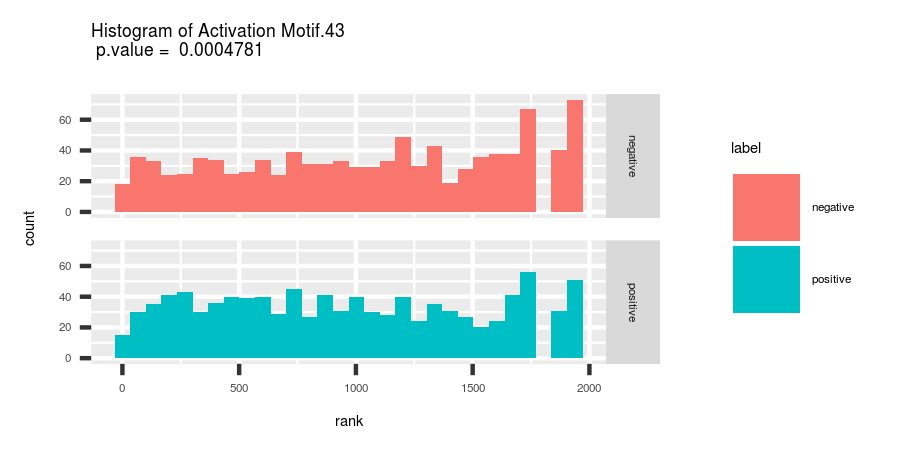 Histogram of Activation Motif.43
p.value =  0.0004781
60
40
20
0
negative
60
40
20
0
positive
0
500
1000
1500
2000
rank
count
label
negative
positive